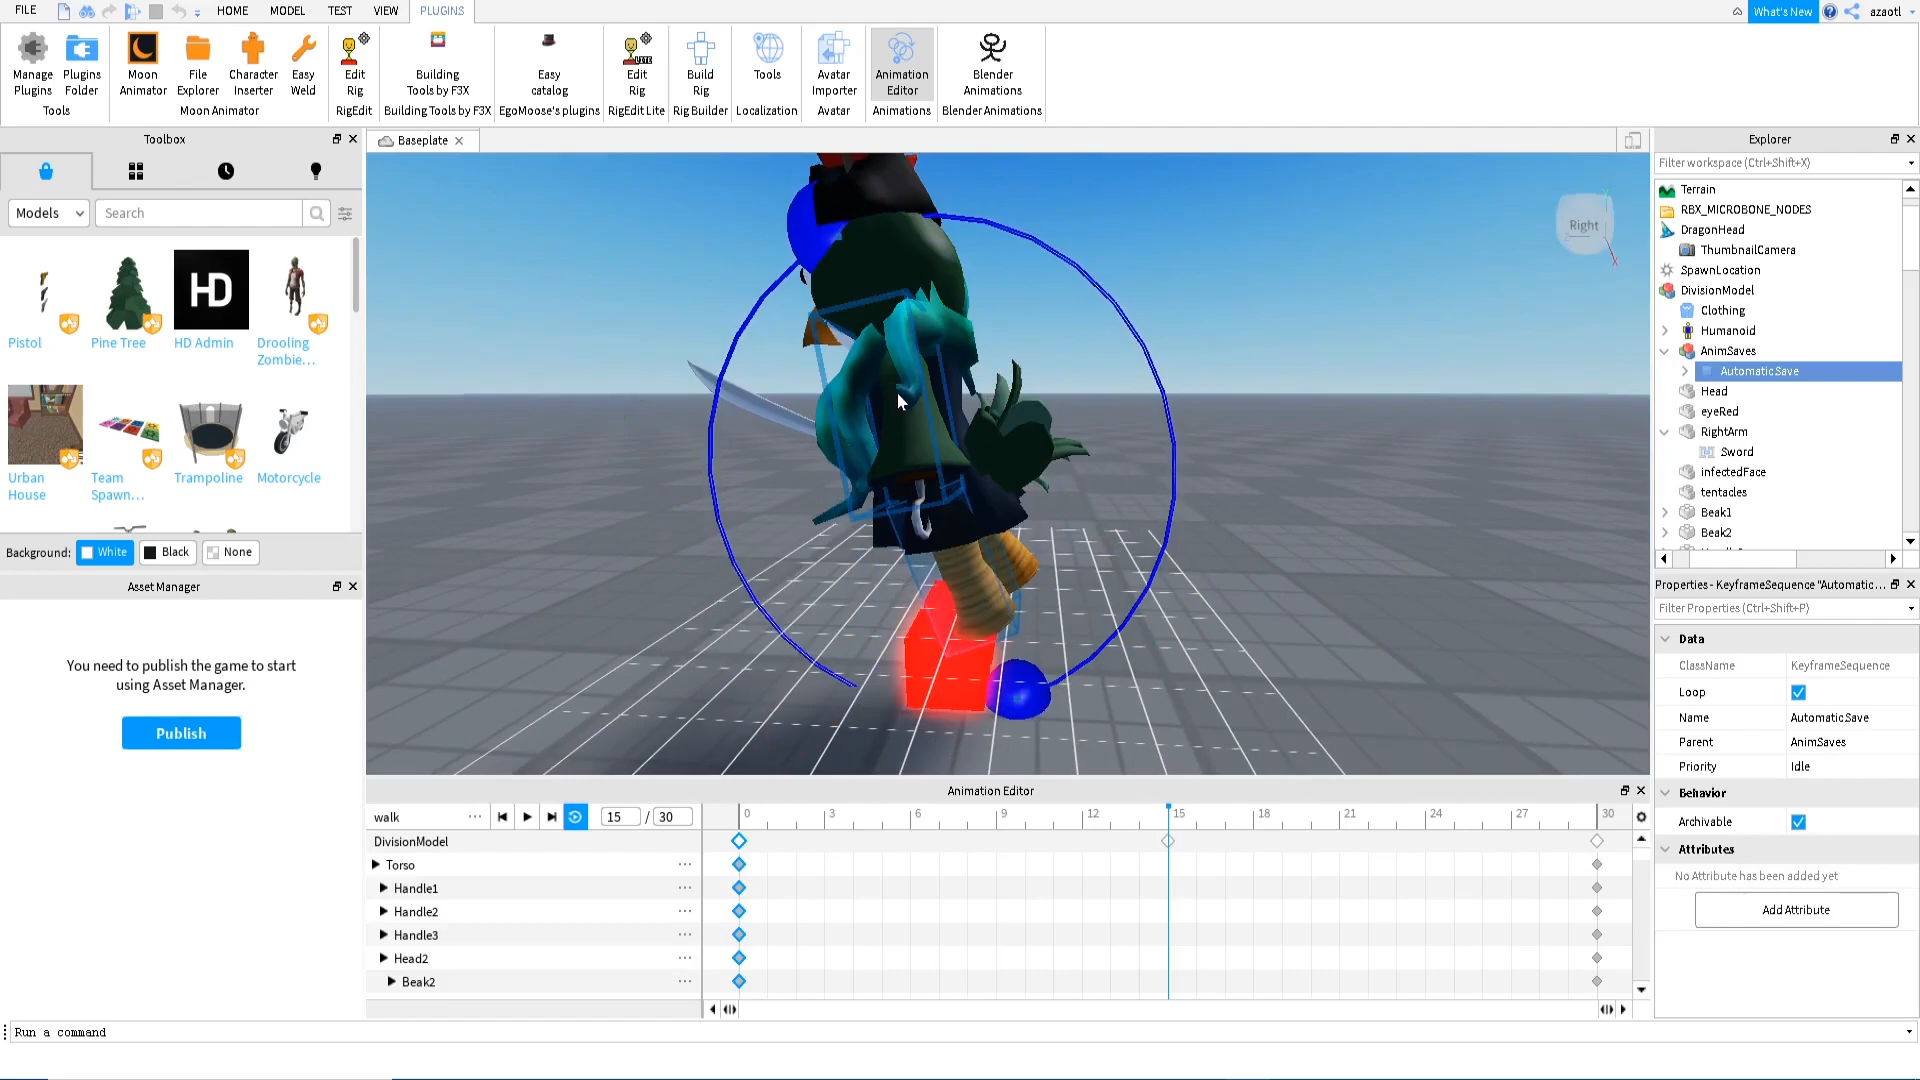 FILE HOME MODEL TEST VIEW PLUGINS What's New azaotl
Manage Plugins Plugins Folder Moon Animator File Explorer Character Inserter Easy Weld Edit Rig Building Tools by F3X Easy catalog Edit Rig Build Rig Tools Avatar Importer Animation Editor Blender Animations
Tools Moon Animator RigEdit Building Tools by F3X EgoMoose's plugins RigEdit Lite Rig Builder Localization Avatar Animations Blender Animations
Toolbox
Models Search
HD
Pistol Pine Tree HD Admin Drooling Zombie...
Urban House Team Spawn... Trampoline Motorcycle
Background: White Black None
Asset Manager
You need to publish the game to start
using Asset Manager.
Publish
Baseplate
Right
X
Animation Editor
walk ... 15 / 30 0 3 6 9 12 15 18 21 24 27 30
DivisionModel
Torso ...
Handle1 ...
Handle2 ...
Handle3 ...
Head2 ...
Beak2 ...
Explorer
Filter workspace (Ctrl+Shift+X)
Terrain
RBX_MICROBONE_NODES
DragonHead
ThumbnailCamera
SpawnLocation
DivisionModel
Clothing
Humanoid
AnimSaves
Automatic Save
Head
eyeRed
RightArm
Sword
infectedFace
tentacles
Beak1
Beak2
Properties - KeyframeSequence "Automatic...
Filter Properties (Ctrl+Shift+P)
Data
ClassName KeyframeSequence
Loop
Name Automatic Save
Parent AnimSaves
Priority Idle
Behavior
Archivable
Attributes
No Attribute has been added yet
Add Attribute
Run a command